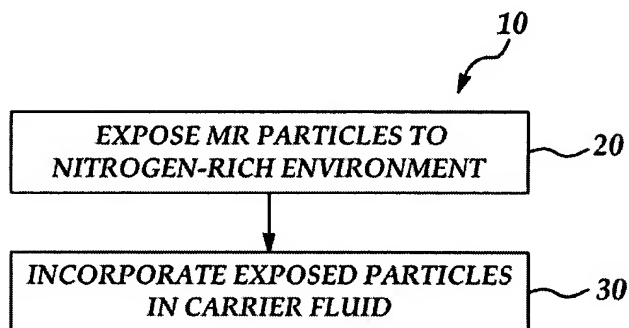 10
EXPOSE MR PARTICLES TO
NITROGEN-RICH ENVIRONMENT
20
INCORPORATE EXPOSED PARTICLES
IN CARRIER FLUID
30